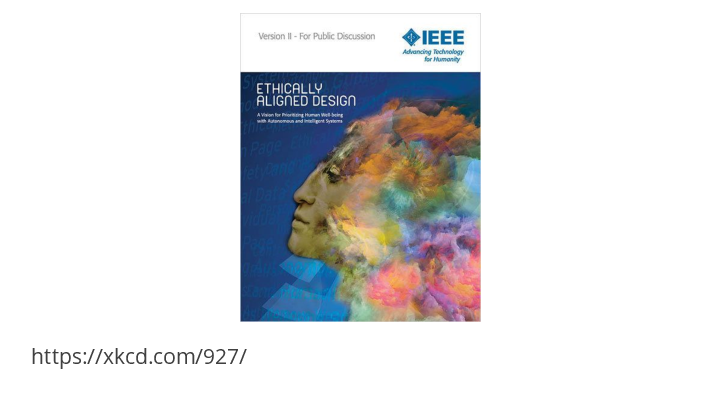 Version II - For Public Discussion
IEEE
Advancing Technology
for Humanity
ETHICALLY
ALIGNED DESIGN
A Vision for Prioritizing Human Well-being
with Autonomous and Intelligent Systems
https://xkcd.com/927/